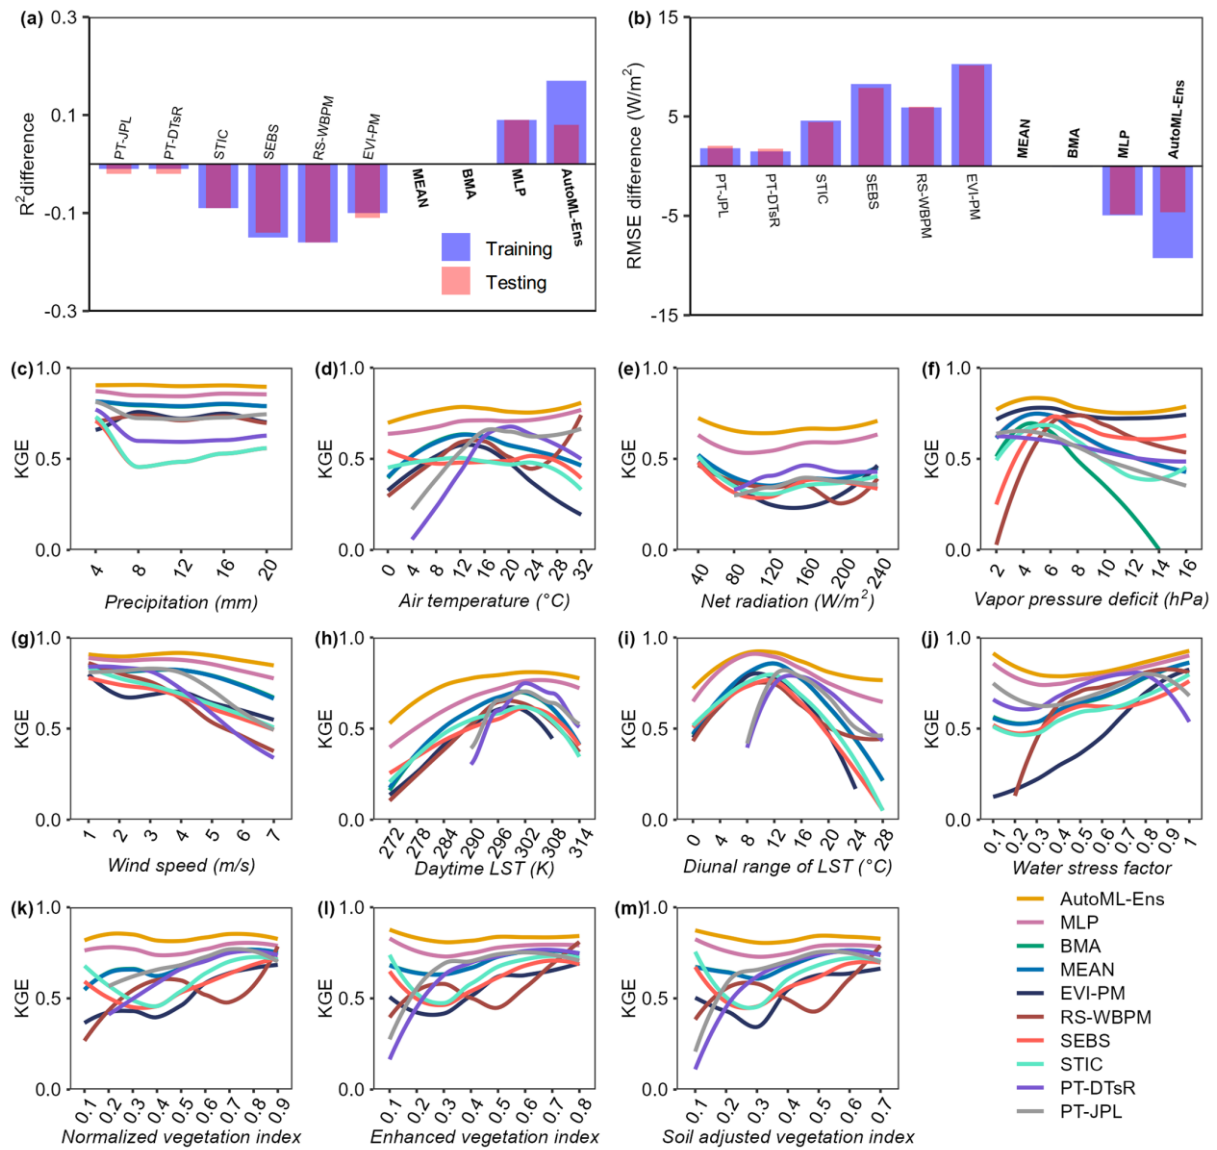 (a)
0.3
0.1
-0.1
-0.3
R²difference
PT-JPL
PT-DTsR
STIC
SEBS
RS-WBPM
EVI-PM
MEAN
BMA
MLP
AutoML-Ens
Training
Testing
(b)
15
5
-5
-15
RMSE difference (W/m²)
PT-JPL
PT-DTsR
STIC
SEBS
RS-WBPM
EVI-PM
MEAN
BMA
MLP
AutoML-Ens
(c) 1.0
0.5
0.0
KGE
4 8 12 16 20
Precipitation (mm)
(d) 1.0
0.5
0.0
KGE
0 4 8 12 16 20 24 28 32
Air temperature (°C)
(e) 1.0
0.5
0.0
KGE
40 80 120 160 200 240
Net radiation (W/m²)
(f) 1.0
0.5
0.0
KGE
2 4 6 8 10 12 14 16
Vapor pressure deficit (hPa)
(g) 1.0
0.5
0.0
KGE
1 2 3 4 5 6 7
Wind speed (m/s)
(h) 1.0
0.5
0.0
KGE
272 278 284 290 296 302 308 314
Daytime LST (K)
(i) 1.0
0.5
0.0
KGE
0 4 8 12 16 20 24 28
Diunal range of LST (°C)
(j) 1.0
0.5
0.0
KGE
0.1 0.2 0.3 0.4 0.5 0.6 0.7 0.8 0.9 1
Water stress factor
(k) 1.0
0.5
0.0
KGE
0.1 0.2 0.3 0.4 0.5 0.6 0.7 0.8 0.9
Normalized vegetation index
(l) 1.0
0.5
0.0
KGE
0.1 0.2 0.3 0.4 0.5 0.6 0.7 0.8
Enhanced vegetation index
(m) 1.0
0.5
0.0
KGE
0.1 0.2 0.3 0.4 0.5 0.6 0.7
Soil adjusted vegetation index
AutoML-Ens
MLP
BMA
MEAN
EVI-PM
RS-WBPM
SEBS
STIC
PT-DTsR
PT-JPL